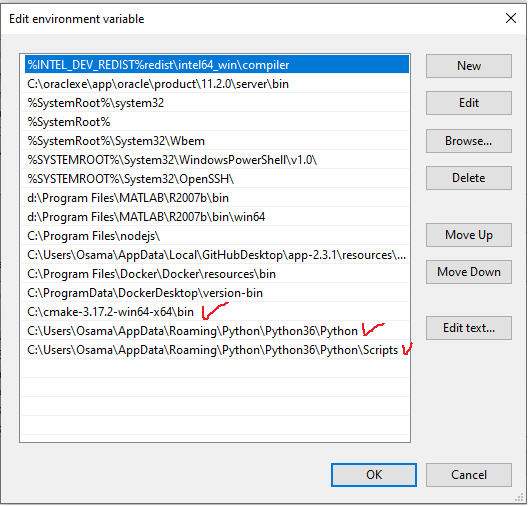 Edit environment variable
%INTEL_DEV_REDIST%redist\intel64_win\compiler
C:\oraclexe\app\oracle\product\11.2.0\server\bin
%SystemRoot%\system32
%SystemRoot%
%SystemRoot%\System32\Wbem
%SYSTEMROOT%\System32\WindowsPowerShell\v1.0\
%SYSTEMROOT%\System32\OpenSSH\
d:\Program Files\MATLAB\R2007b\bin
d:\Program Files\MATLAB\R2007b\bin\win64
C:\Program Files\nodejs\
C:\Users\Osama\AppData\Local\GitHubDesktop\app-2.3.1\resources\...
C:\Program Files\Docker\Docker\resources\bin
C:\ProgramData\DockerDesktop\version-bin
C:\cmake-3.17.2-win64-x64\bin
C:\Users\Osama\AppData\Roaming\Python\Python36\Python
C:\Users\Osama\AppData\Roaming\Python\Python36\Python\Scripts
New
Edit
Browse...
Delete
Move Up
Move Down
Edit text...
OK
Cancel